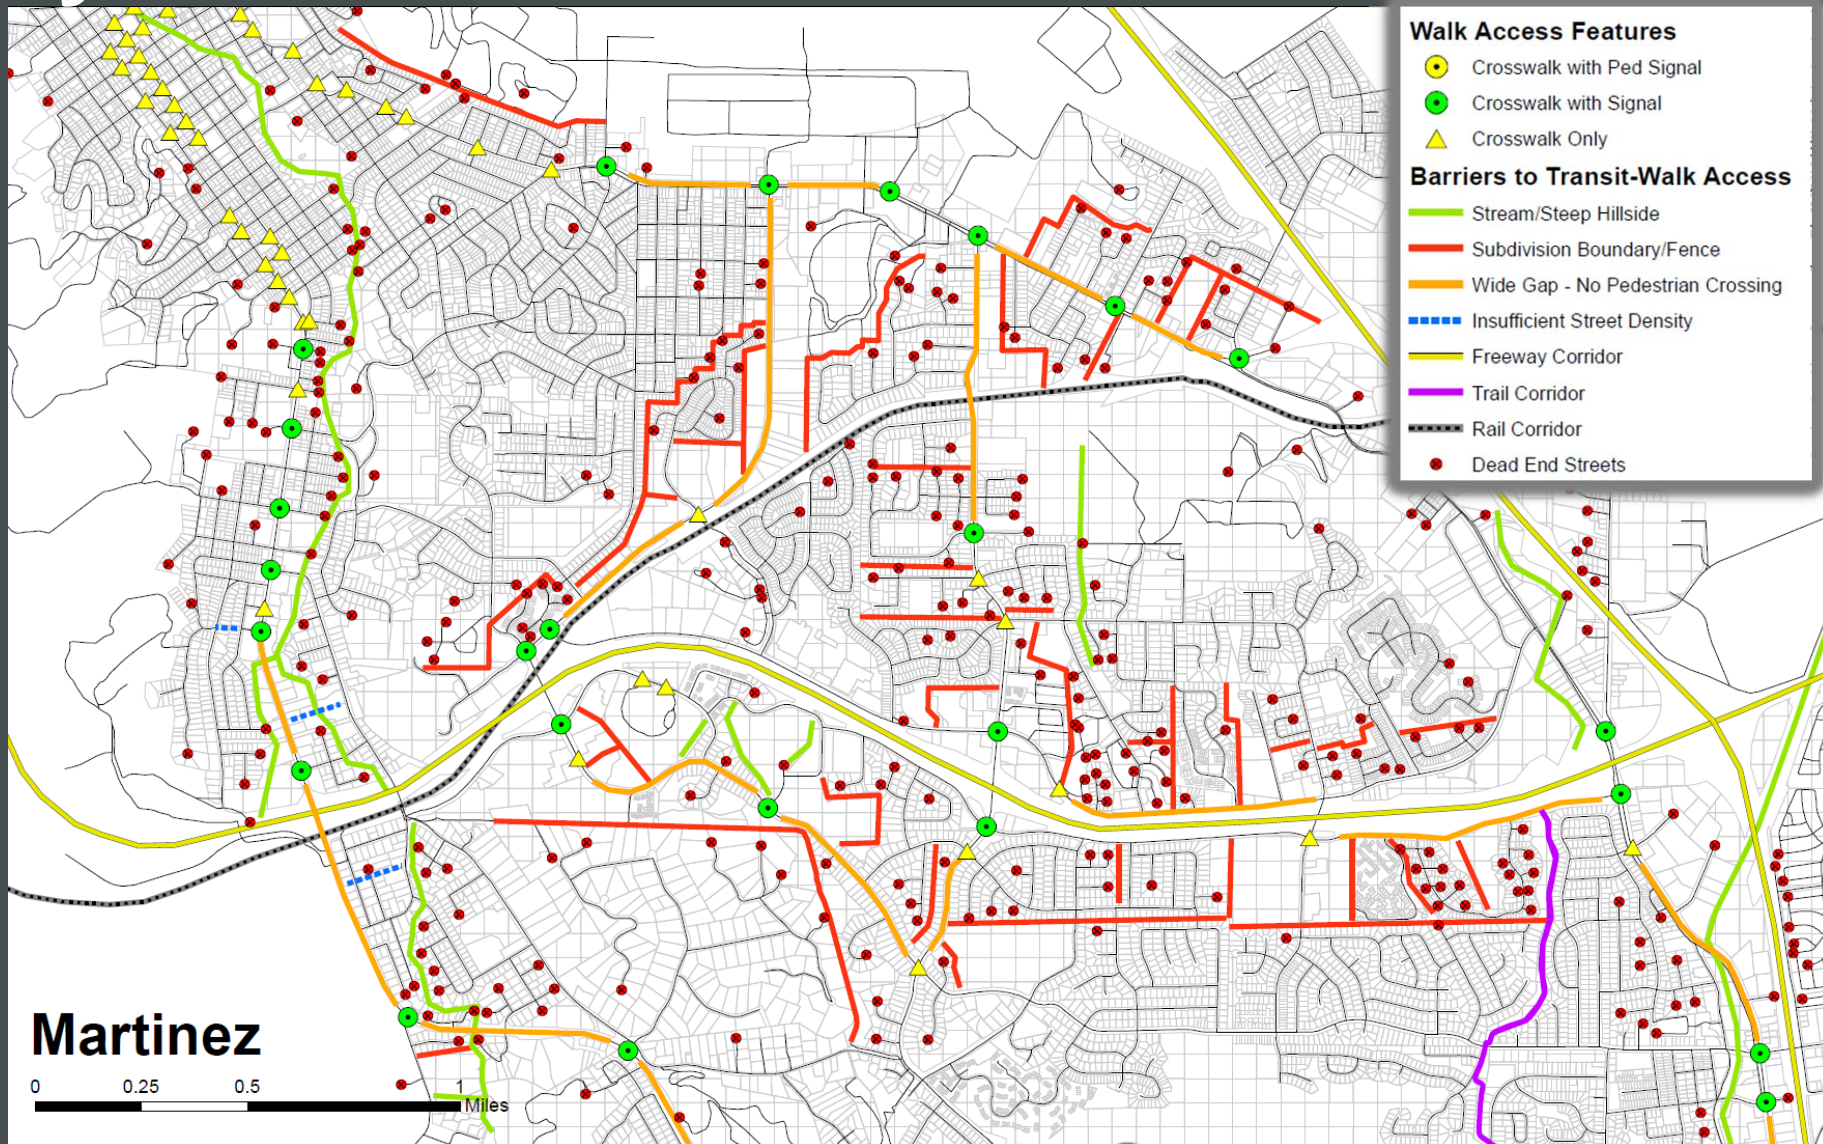 Walk Access Features
Crosswalk with Ped Signal
Crosswalk with Signal
Crosswalk Only
Barriers to Transit-Walk Access
Stream/Steep Hillside
Subdivision Boundary/Fence
Wide Gap - No Pedestrian Crossing
Insufficient Street Density
Freeway Corridor
Trail Corridor
Rail Corridor
Dead End Streets
Martinez
0 0.25 0.5 1
Miles